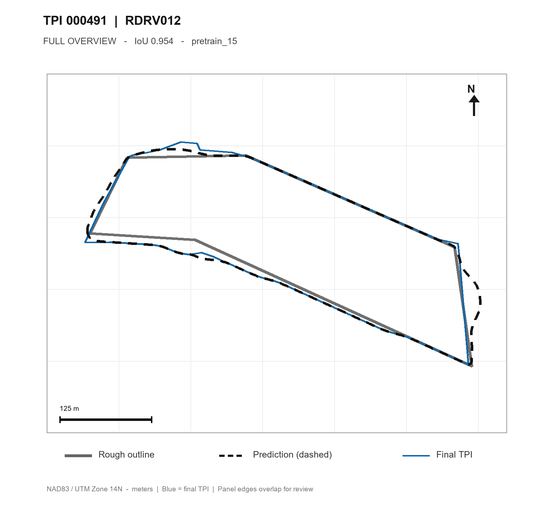 TPI 000491 | RDRV012
FULL OVERVIEW - IoU 0.954 - pretrain_15
N
125 m
Rough outline
Prediction (dashed)
Final TPI
NAD83 / UTM Zone 14N - meters | Blue = final TPI | Panel edges overlap for review